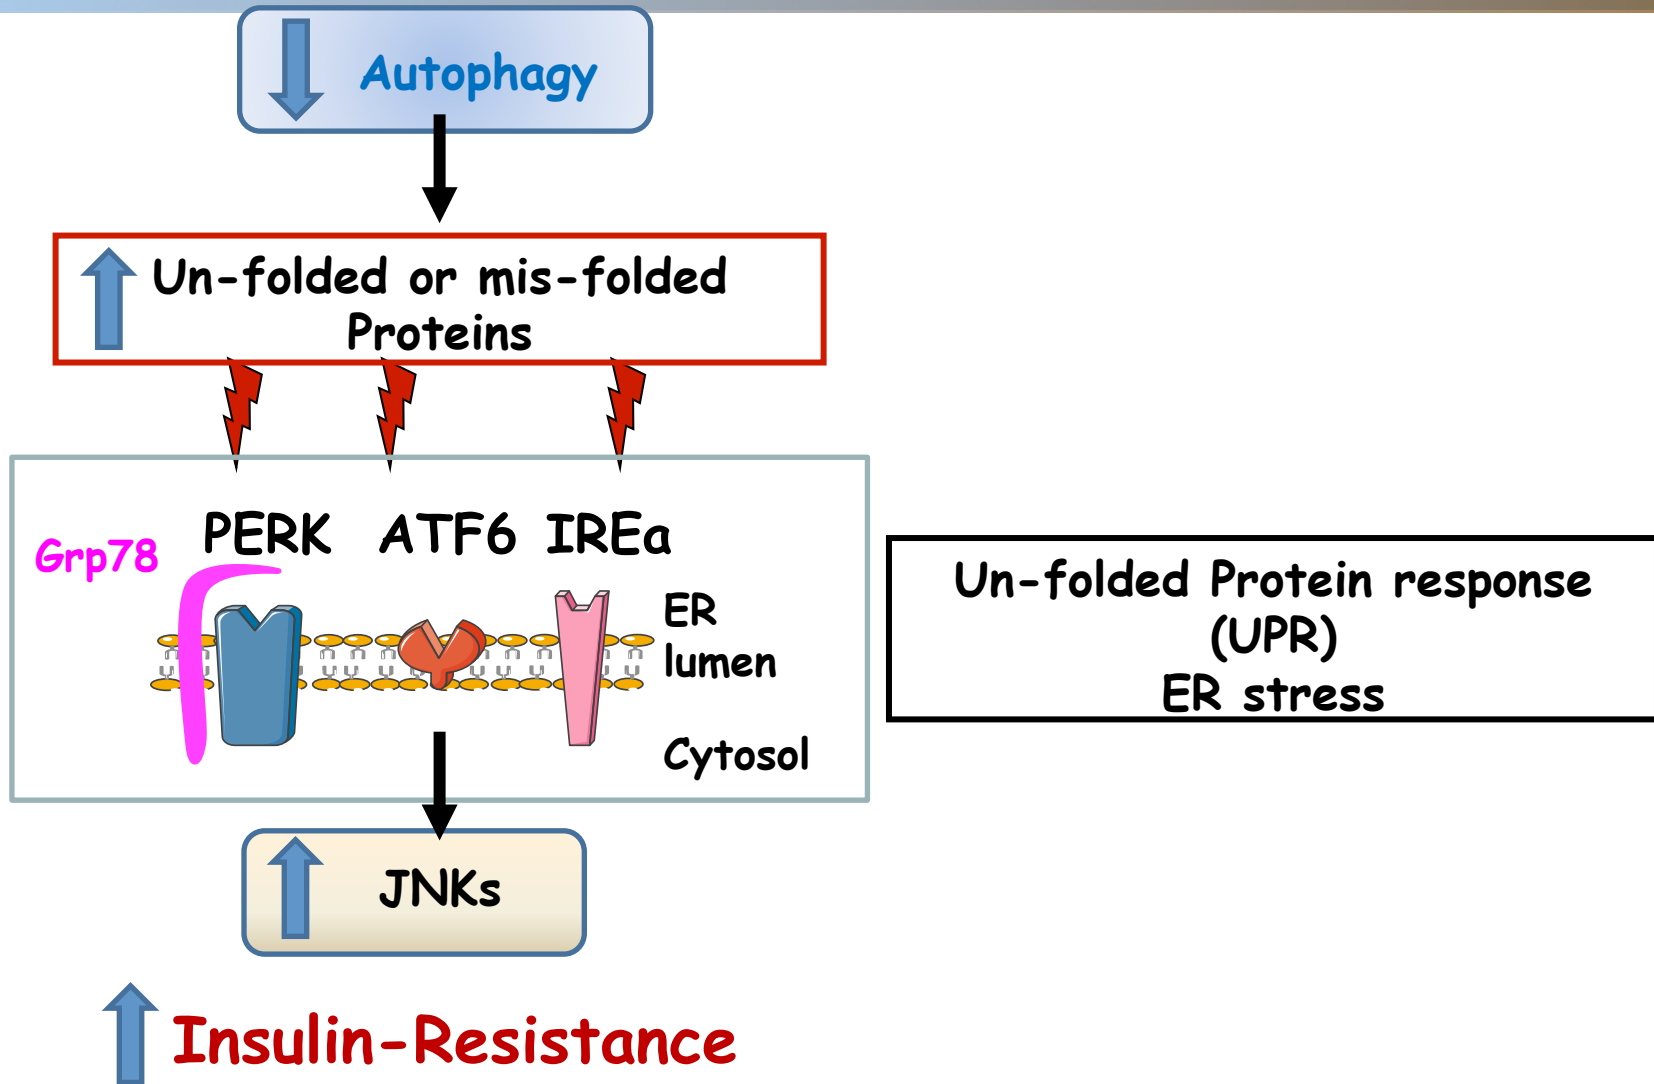 Autophagy
Un-folded or mis-folded
Proteins
Grp78
PERK ATF6 IREa
ER
lumen
Cytosol
Un-folded Protein response
(UPR)
ER stress
JNKs
Insulin-Resistance